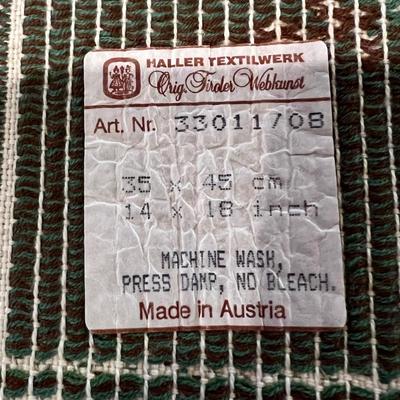 HALLER TEXTILWERK
Orig. Tiroler Webkunst
Art. Nr. 33011/08
35 x 45 cm
14 x 18 inch
MACHINE WASH,
PRESS DAMP, NO BLEACH.
Made in Austria